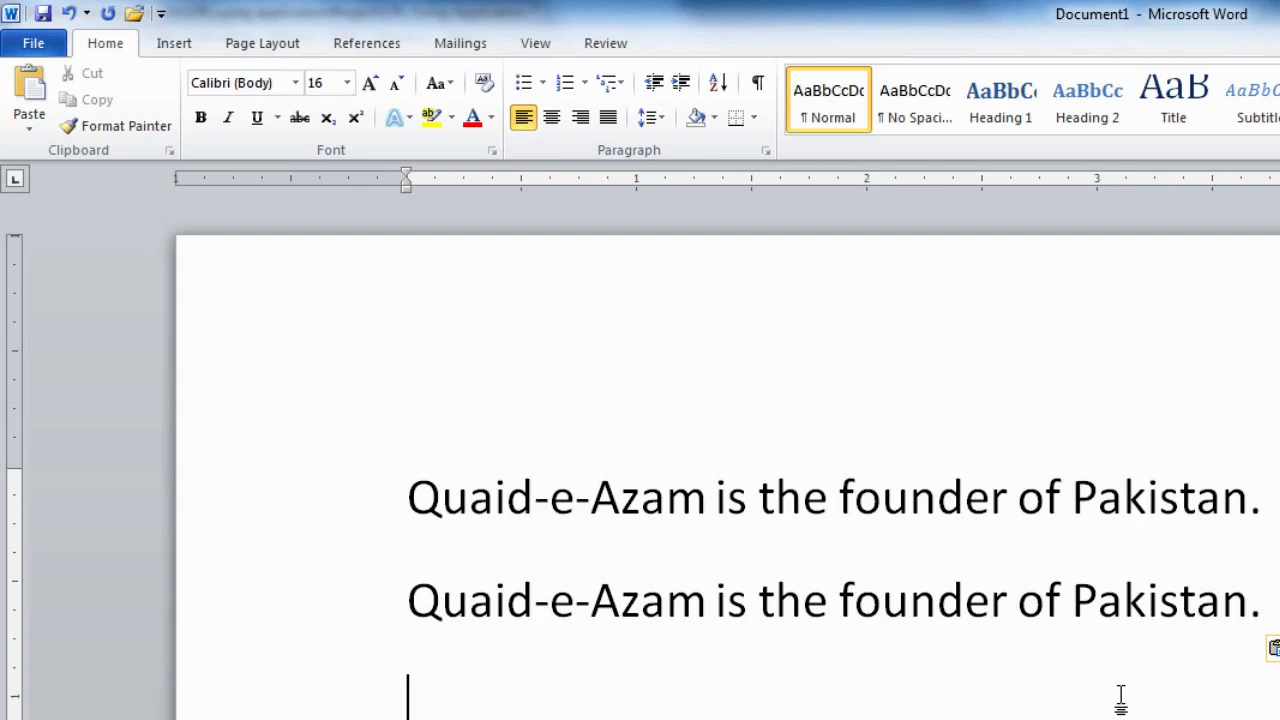 Document1 - Microsoft Word
File Home Insert Page Layout References Mailings View Review
Paste
Cut
Copy
Format Painter
Clipboard
Calibri (Body) 16
Font
Paragraph
AaBbCcDc AaBbCcDc AaBbC AaBbCc AaB AaBbC
¶ Normal ¶ No Spaci... Heading 1 Heading 2 Title Subtitl
1 1 2 3
Quaid-e-Azam is the founder of Pakistan.
Quaid-e-Azam is the founder of Pakistan.
1